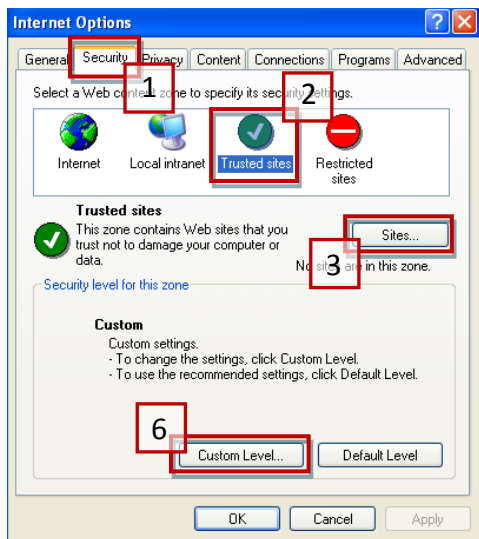 Internet Options
General Security Privacy Content Connections Programs Advanced
1
2
Select a Web content zone to specify its security settings.
Internet Local intranet Trusted sites Restricted sites
Trusted sites
This zone contains Web sites that you
trust not to damage your computer or
data.
Sites...
No sites are in this zone.
3
Security level for this zone
Custom
Custom settings.
- To change the settings, click Custom Level.
- To use the recommended settings, click Default Level.
6
Custom Level... Default Level
OK Cancel Apply